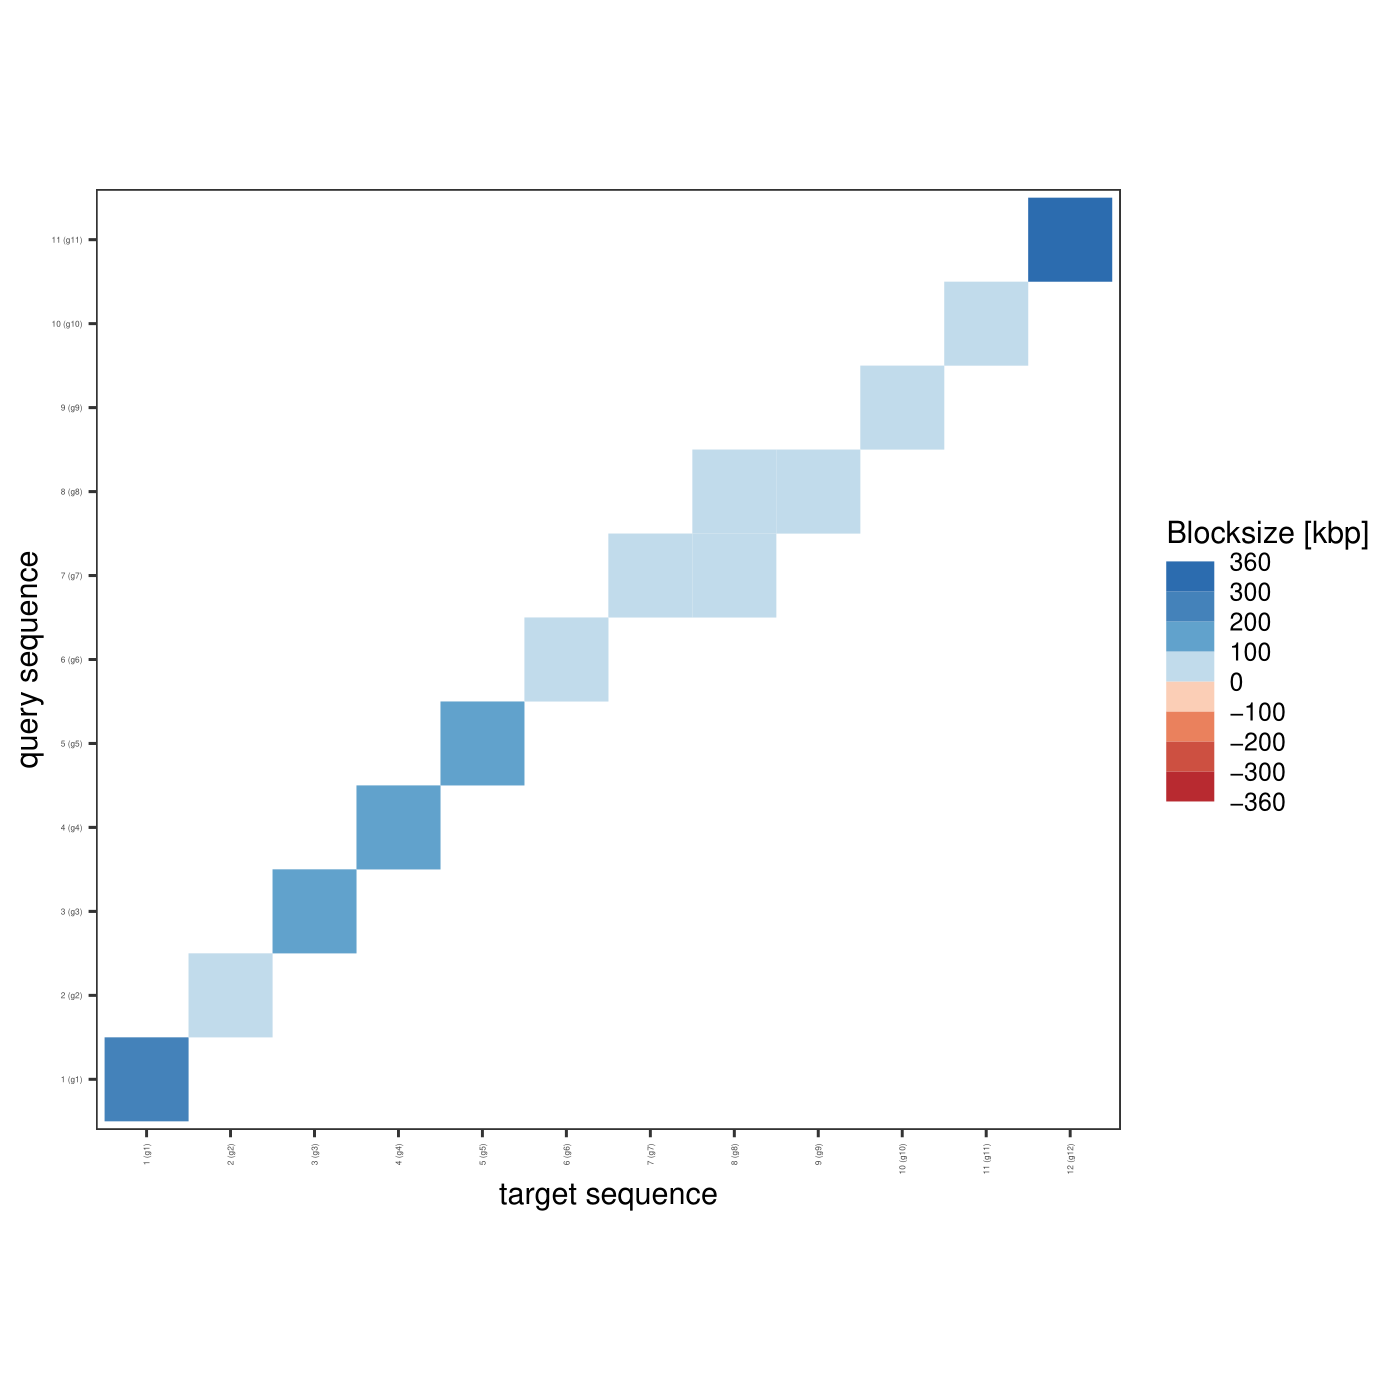 11 (g11)
10 (g10)
9 (g9)
8 (g8)
7 (g7)
6 (g6)
5 (g5)
4 (g4)
3 (g3)
2 (g2)
1 (g1)
query sequence
1 (g1)
2 (g2)
3 (g3)
4 (g4)
5 (g5)
6 (g6)
7 (g7)
8 (g8)
9 (g9)
10 (g10)
11 (g11)
12 (g12)
target sequence
Blocksize [kbp]
360
300
200
100
0
−100
−200
−300
−360